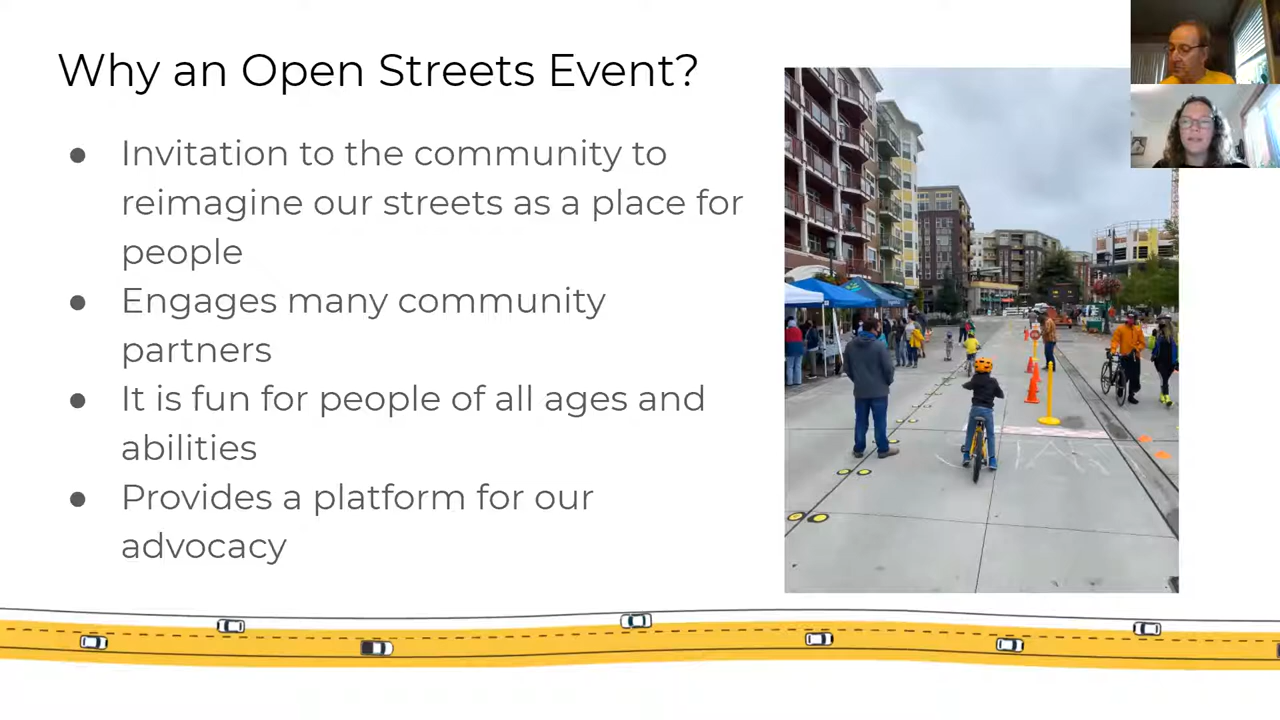 Why an Open Streets Event?
● Invitation to the community to
reimagine our streets as a place for
people
● Engages many community
partners
● It is fun for people of all ages and
abilities
● Provides a platform for our
advocacy
START